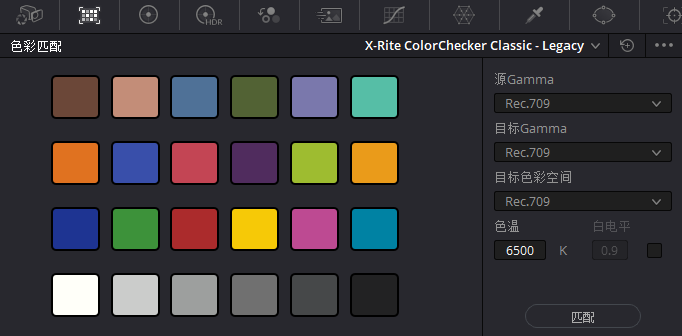 HDR
色彩匹配
X-Rite ColorChecker Classic - Legacy
源Gamma
Rec.709
目标Gamma
Rec.709
目标色彩空间
Rec.709
色温 白电平
6500 K 0.9
匹配